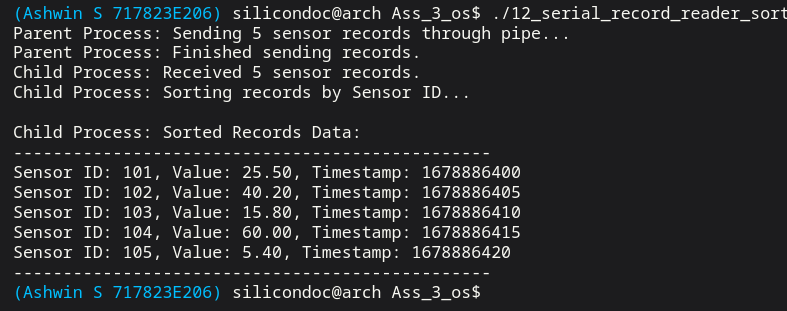 (Ashwin S 717823E206) silicondoc@arch Ass_3_os$ ./12_serial_record_reader_sort
Parent Process: Sending 5 sensor records through pipe...
Parent Process: Finished sending records.
Child Process: Received 5 sensor records.
Child Process: Sorting records by Sensor ID...

Child Process: Sorted Records Data:
------------------------------------------------
Sensor ID: 101, Value: 25.50, Timestamp: 1678886400
Sensor ID: 102, Value: 40.20, Timestamp: 1678886405
Sensor ID: 103, Value: 15.80, Timestamp: 1678886410
Sensor ID: 104, Value: 60.00, Timestamp: 1678886415
Sensor ID: 105, Value: 5.40, Timestamp: 1678886420
------------------------------------------------
(Ashwin S 717823E206) silicondoc@arch Ass_3_os$